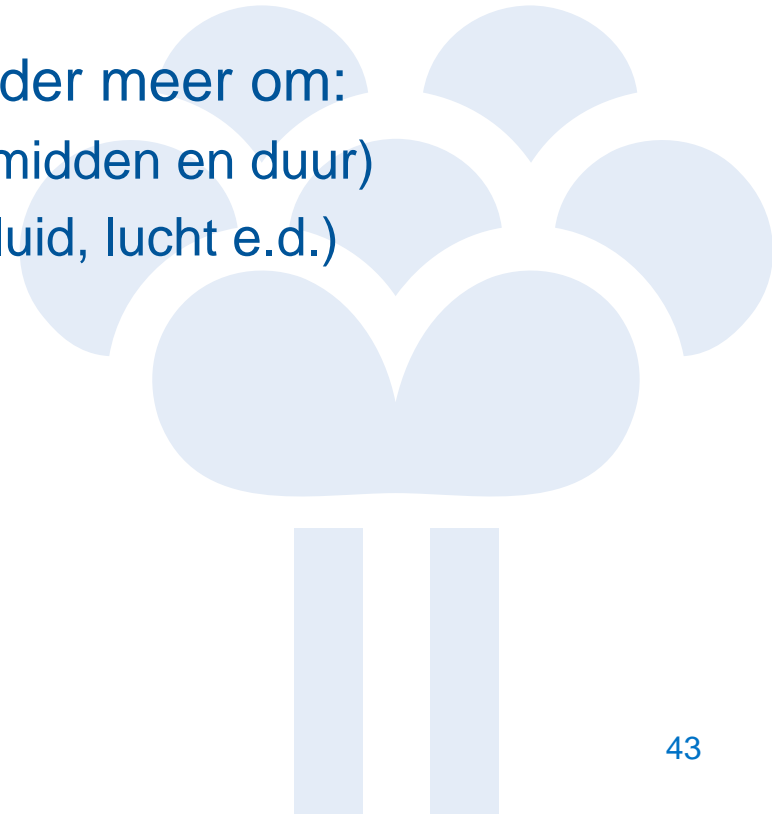 der meer om:
midden en duur)
luid, lucht e.d.)
43